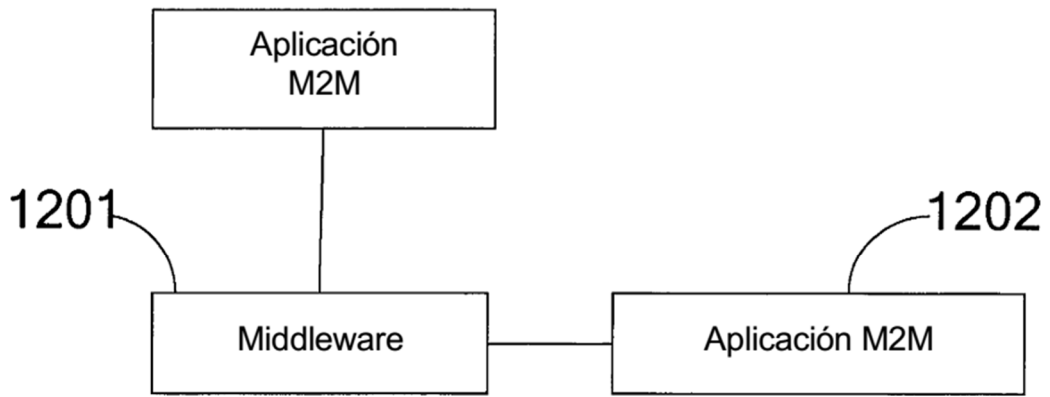 Aplicación
M2M
1201
1202
Middleware
Aplicación M2M